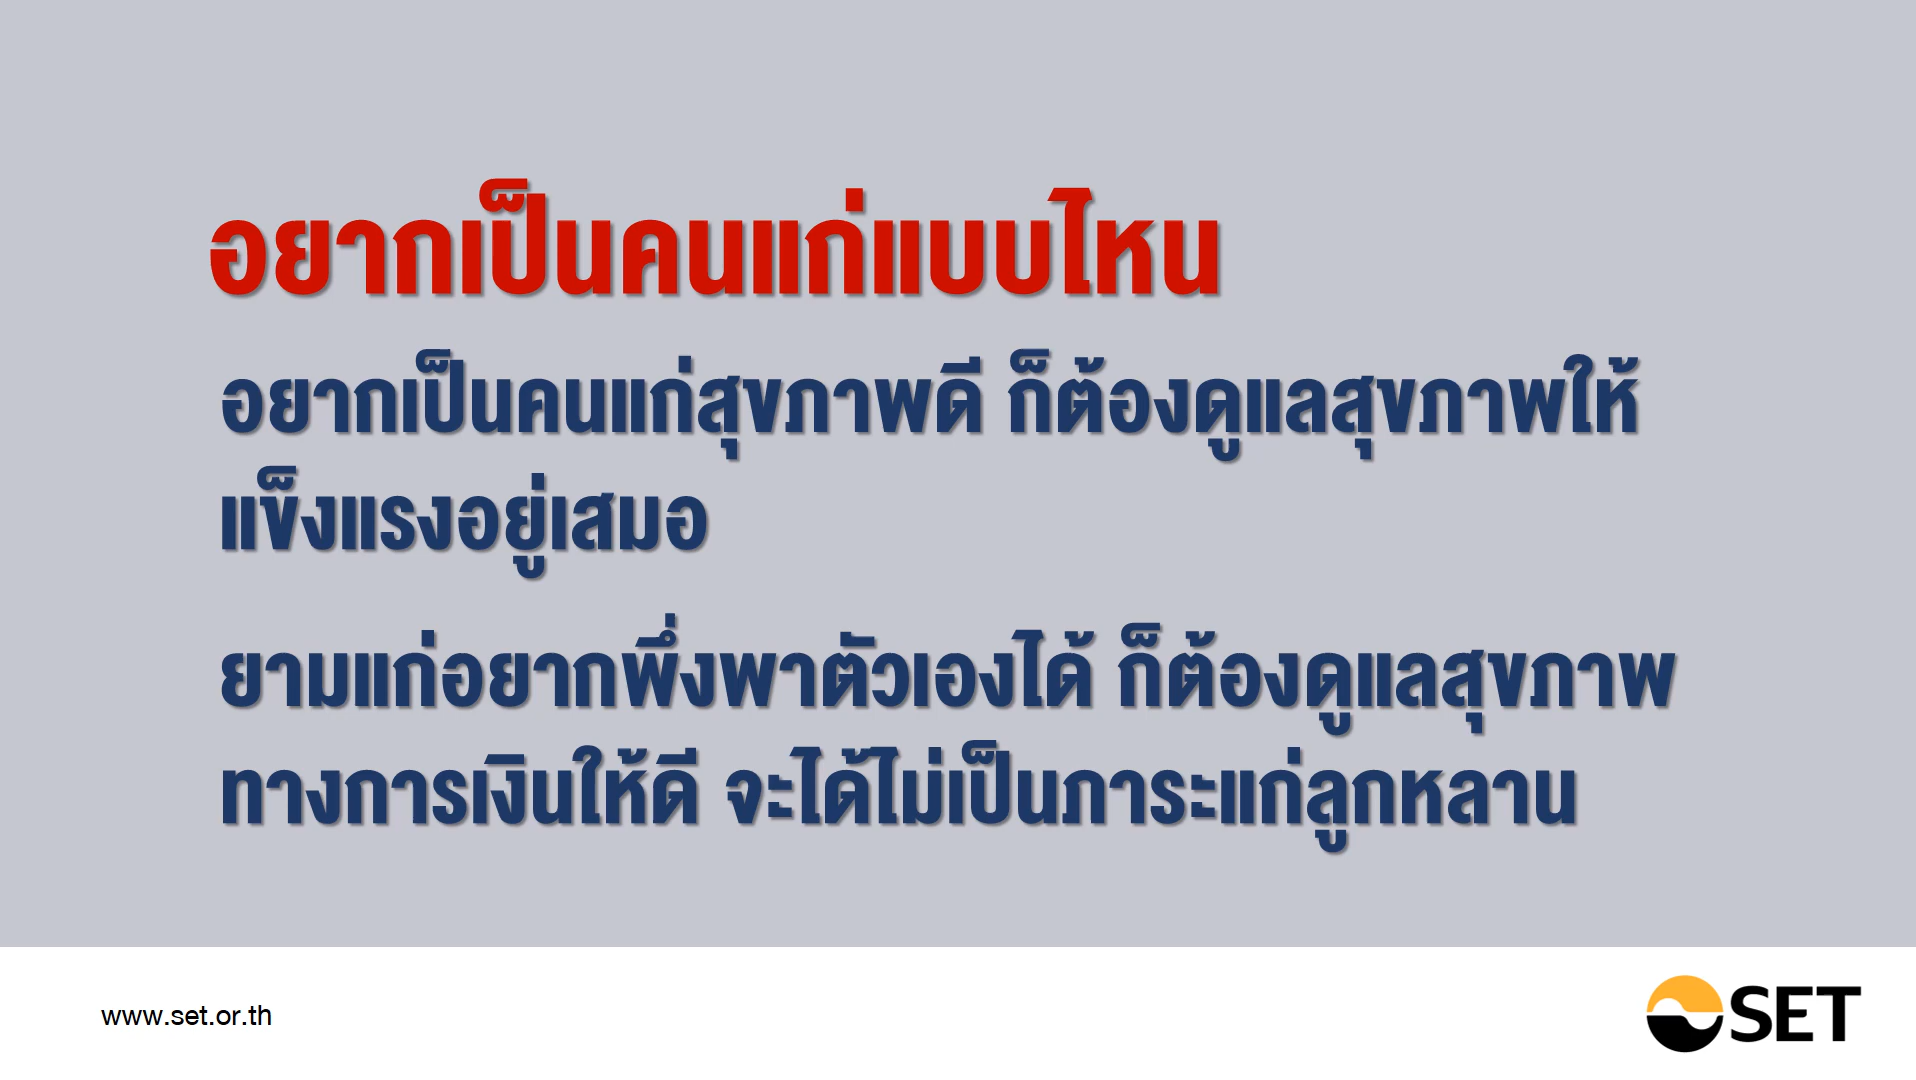 อยากเป็นคนแก่แบบไหน
อยากเป็นคนแก่สุขภาพดี ก็ต้องดูแลสุขภาพให้
แข็งแรงอยู่เสมอ
ยามแก่อยากพึ่งพาตัวเองได้ ก็ต้องดูแลสุขภาพ
ทางการเงินให้ดี จะได้ไม่เป็นภาระแก่ลูกหลาน
www.set.or.th
SET